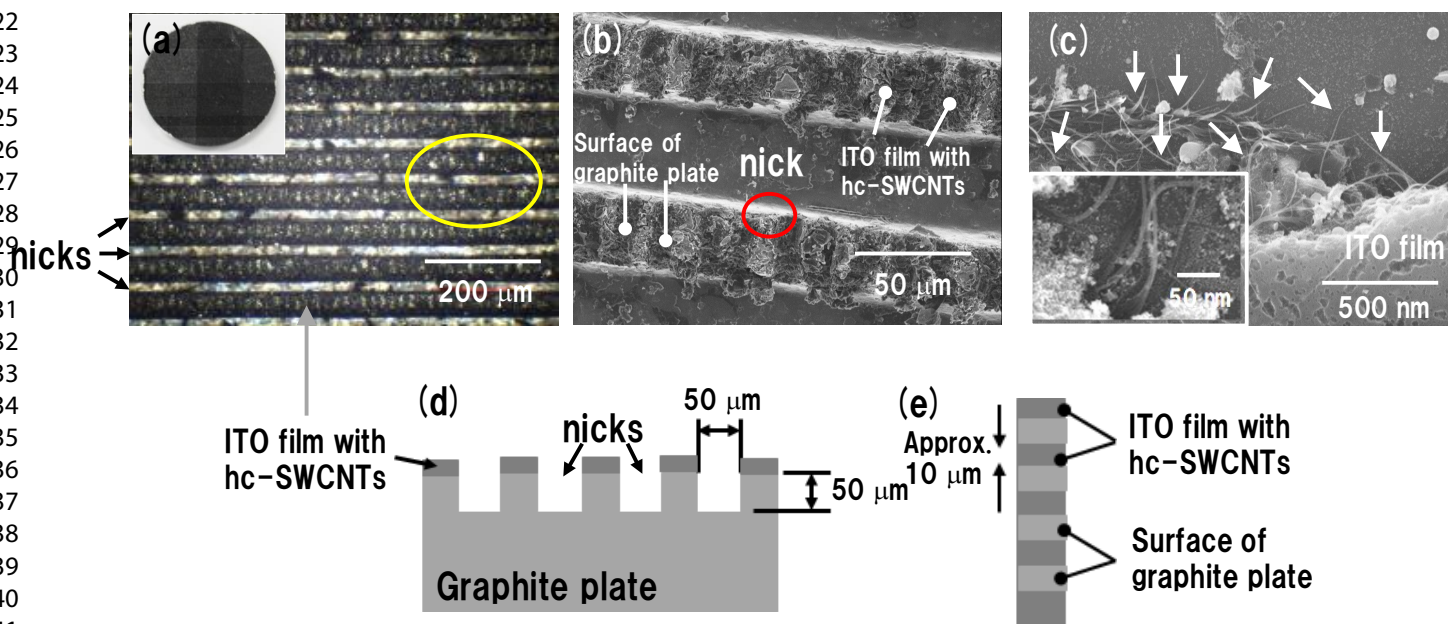 22
23
24
25
26
27
28
29
30
31
32
33
34
35
36
37
38
39
40
41
(a)
nicks
200 μm
(b)
Surface of
graphite plate
nick
ITO film with
hc-SWCNTs
50 μm
(c)
ITO film
50 nm
500 nm
ITO film with
hc-SWCNTs
(d)
nicks
50 μm
50 μm
Graphite plate
(e)
Approx.
10 μm
ITO film with
hc-SWCNTs
Surface of
graphite plate